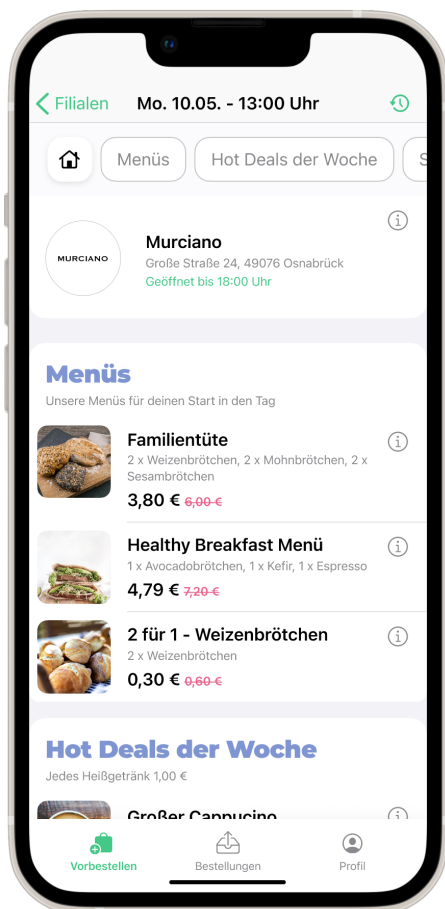 Filialen Mo. 10.05. - 13:00 Uhr
Menüs Hot Deals der Woche S
MURCIANO
Murciano
Große Straße 24, 49076 Osnabrück
Geöffnet bis 18:00 Uhr
Menüs
Unsere Menüs für deinen Start in den Tag
Familientüte
2 x Weizenbrötchen, 2 x Mohnbrötchen, 2 x
Sesambrötchen
3,80 € 6,00 €
Healthy Breakfast Menü
1 x Avocadobrötchen, 1 x Kefir, 1 x Espresso
4,79 € 7,20 €
2 für 1 - Weizenbrötchen
2 x Weizenbrötchen
0,30 € 0,60 €
Hot Deals der Woche
Jedes Heißgetränk 1,00 €
Großer Cappucino
Vorbestellen Bestellungen Profil